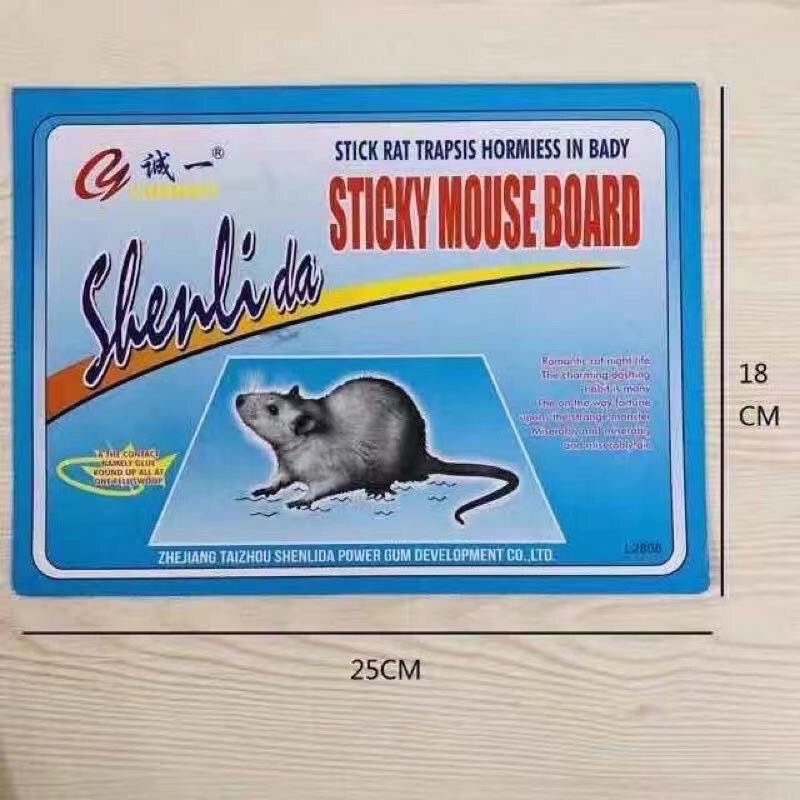 诚一®
STICK RAT TRAPSIS HORMIESS IN BADY
STICKY MOUSE BOARD
Shenli da
Romantic rat night life
The charming dashing
rabbit is many
The on the way fortune
upon the strange monster
Miserably and miserably
and miserably die
A THE CONTACT
NAMELY GLUE
ROUND UP ALL AT
ONE FELL SWOOP
ZHEJIANG TAIZHOU SHENLIDA POWER GUM DEVELOPMENT CO.,LTD.
L2808
18
CM
25CM